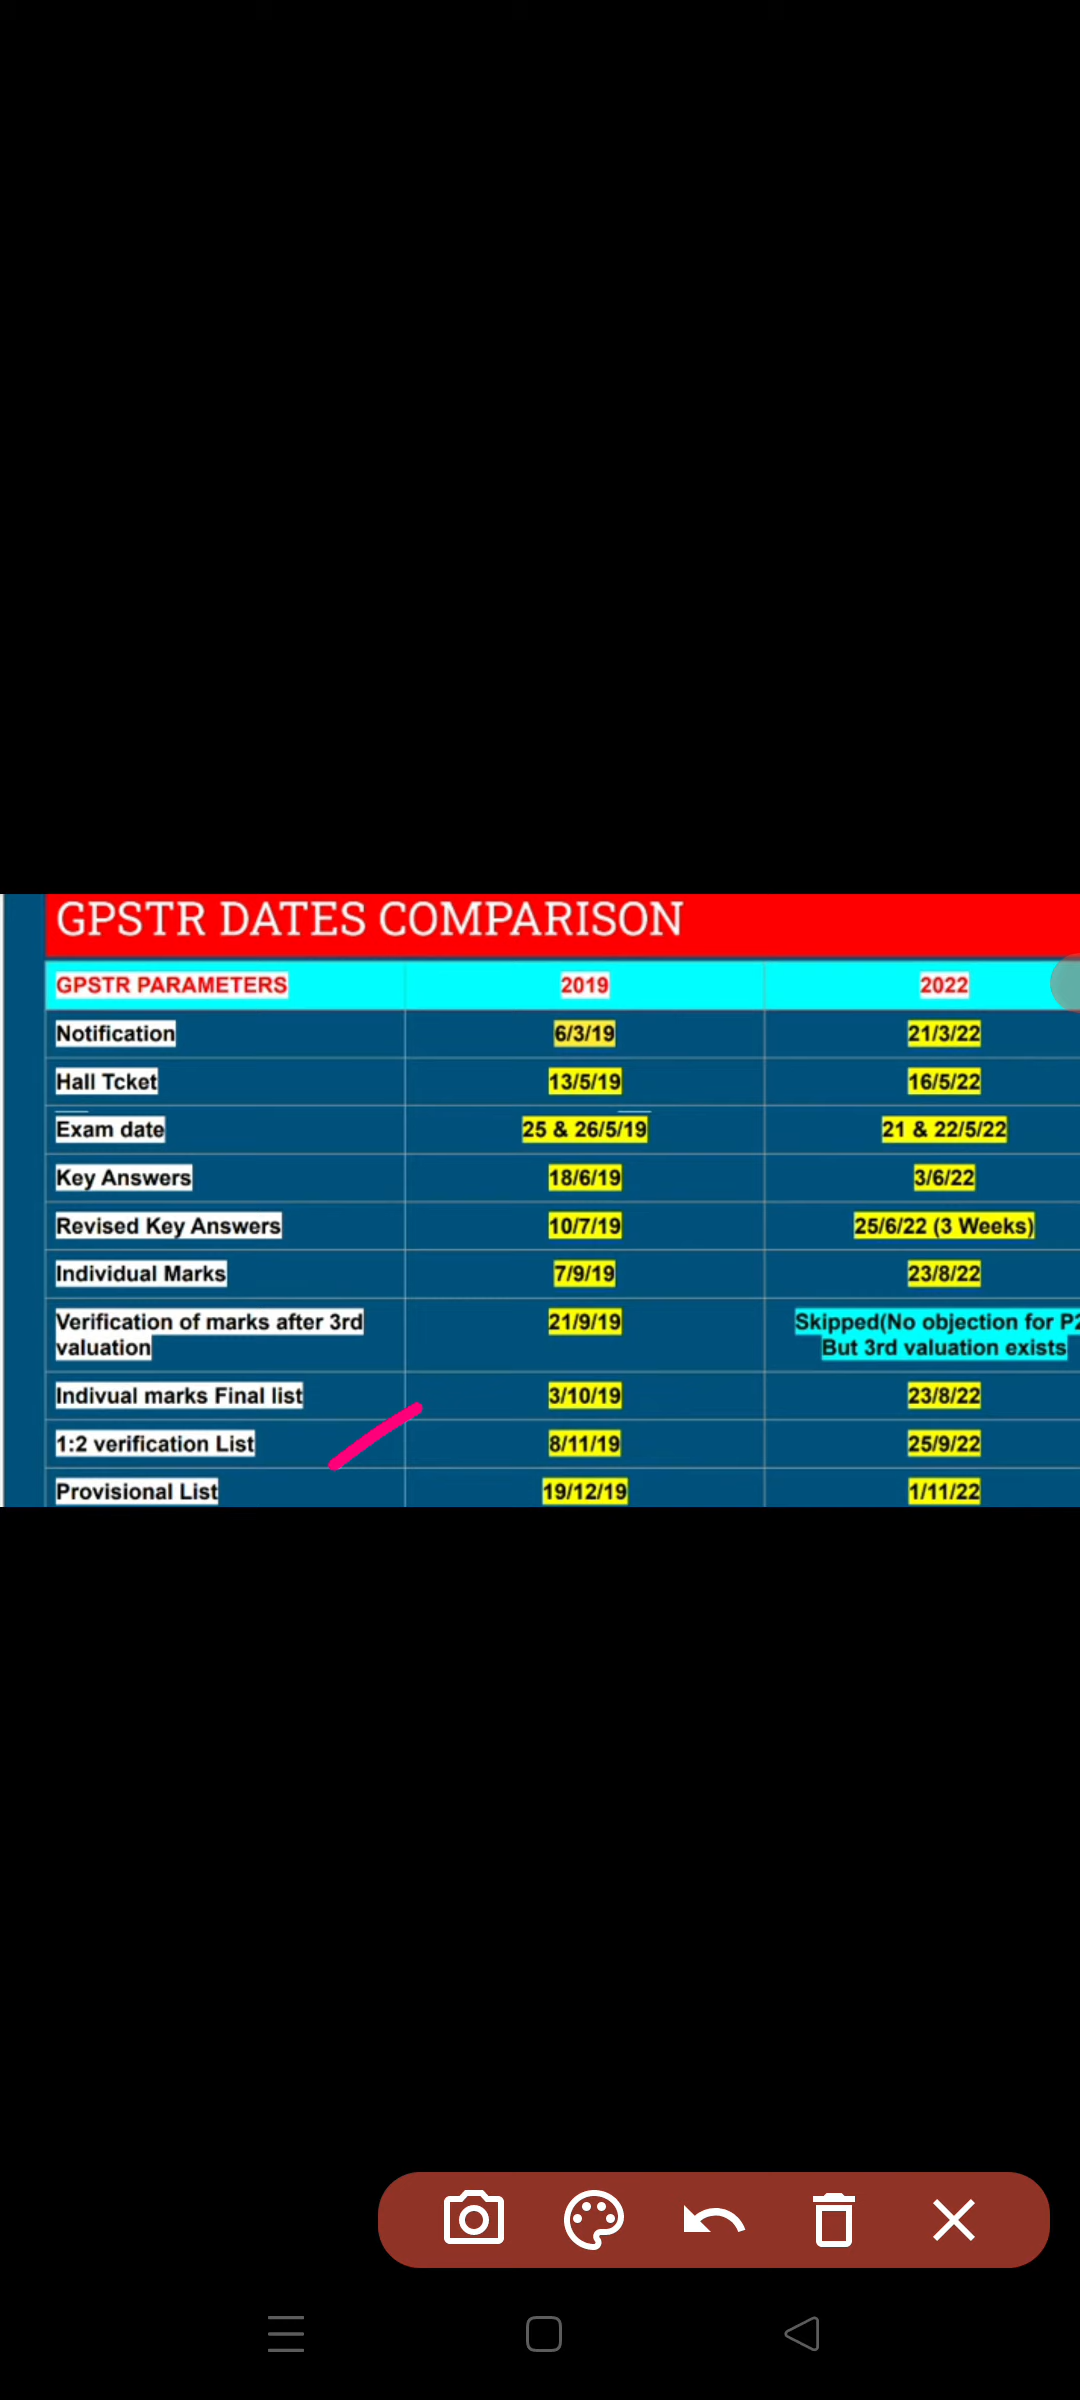 GPSTR DATES COMPARISON
GPSTR PARAMETERS 2019 2022
Notification 6/3/19 21/3/22
Hall Tcket 13/5/19 16/5/22
Exam date 25 & 26/5/19 21 & 22/5/22
Key Answers 18/6/19 3/6/22
Revised Key Answers 10/7/19 25/6/22 (3 Weeks)
Individual Marks 7/9/19 23/8/22
Verification of marks after 3rd 21/9/19 Skipped(No objection for P2
valuation But 3rd valuation exists
Indivual marks Final list 3/10/19 23/8/22
1:2 verification List 8/11/19 25/9/22
Provisional List 19/12/19 1/11/22